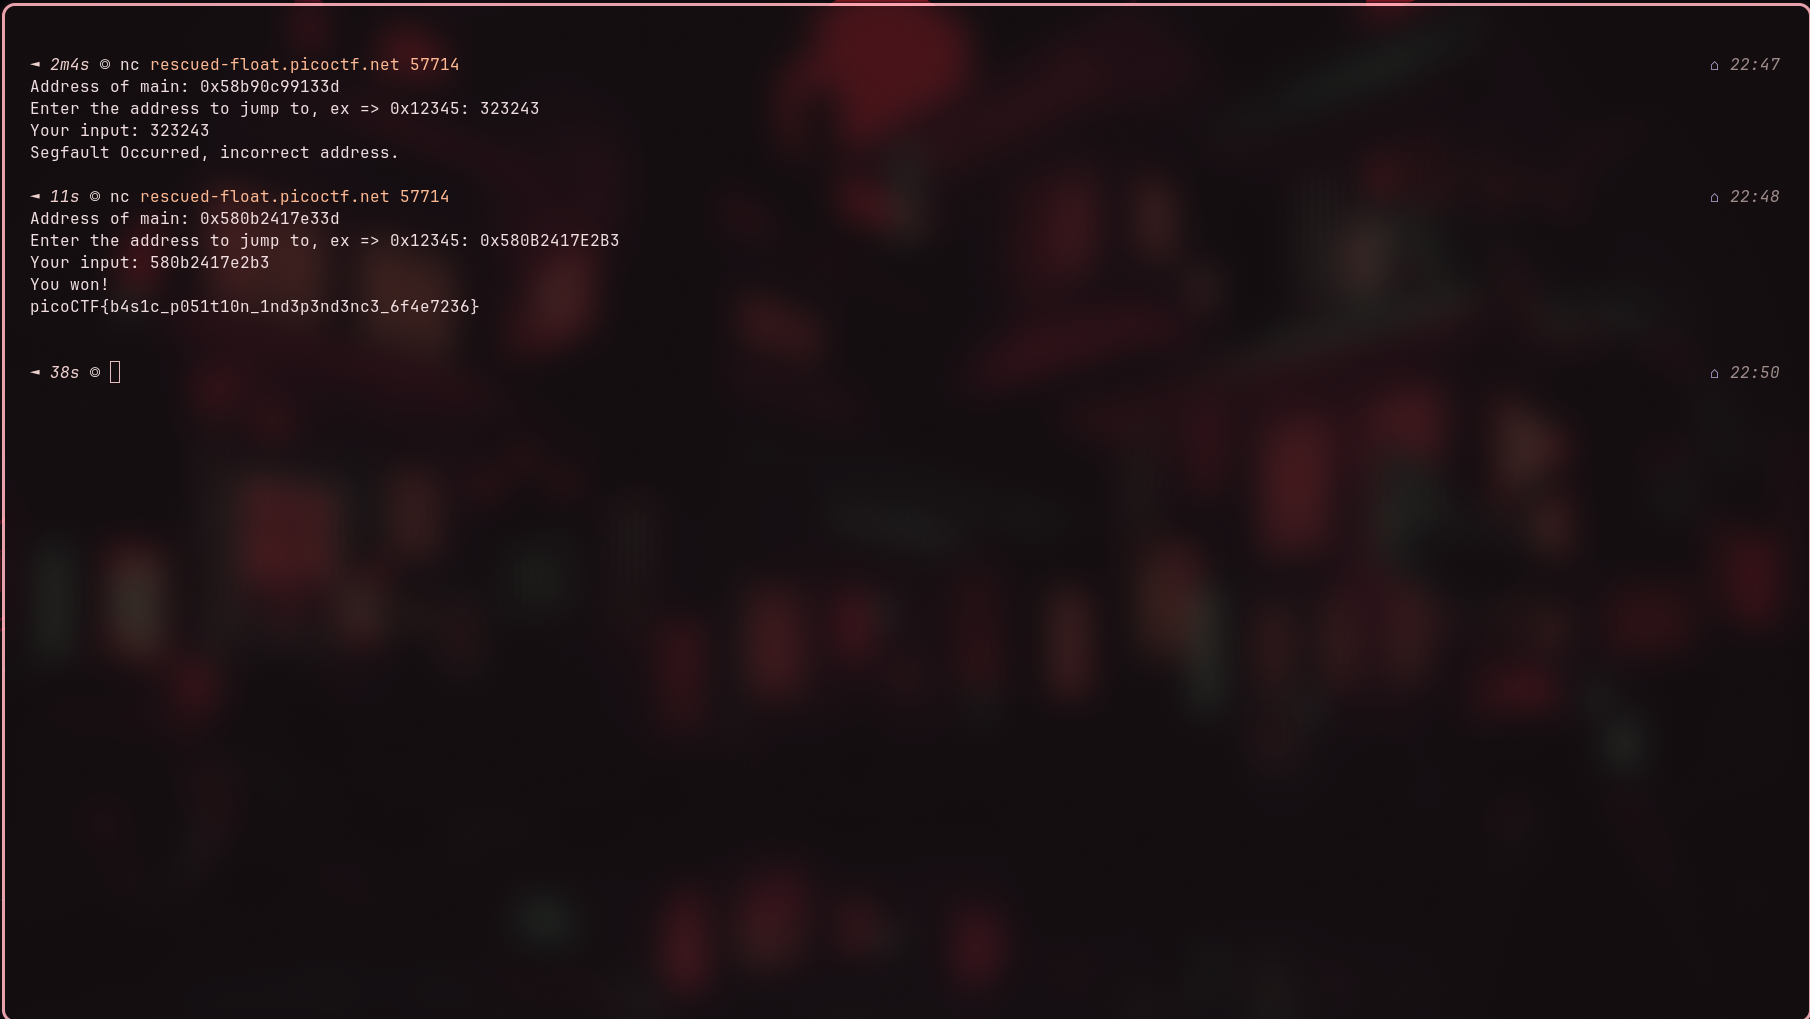 ◄ 2m4s ◎ nc rescued-float.picoctf.net 57714 ⌂ 22:47
Address of main: 0x58b90c99133d
Enter the address to jump to, ex => 0x12345: 323243
Your input: 323243
Segfault Occurred, incorrect address.
◄ 11s ◎ nc rescued-float.picoctf.net 57714 ⌂ 22:48
Address of main: 0x580b2417e33d
Enter the address to jump to, ex => 0x12345: 0x580B2417E2B3
Your input: 580b2417e2b3
You won!
picoCTF{b4s1c_p051t10n_1nd3p3nd3nc3_6f4e7236}
◄ 38s ◎ ⌂ 22:50